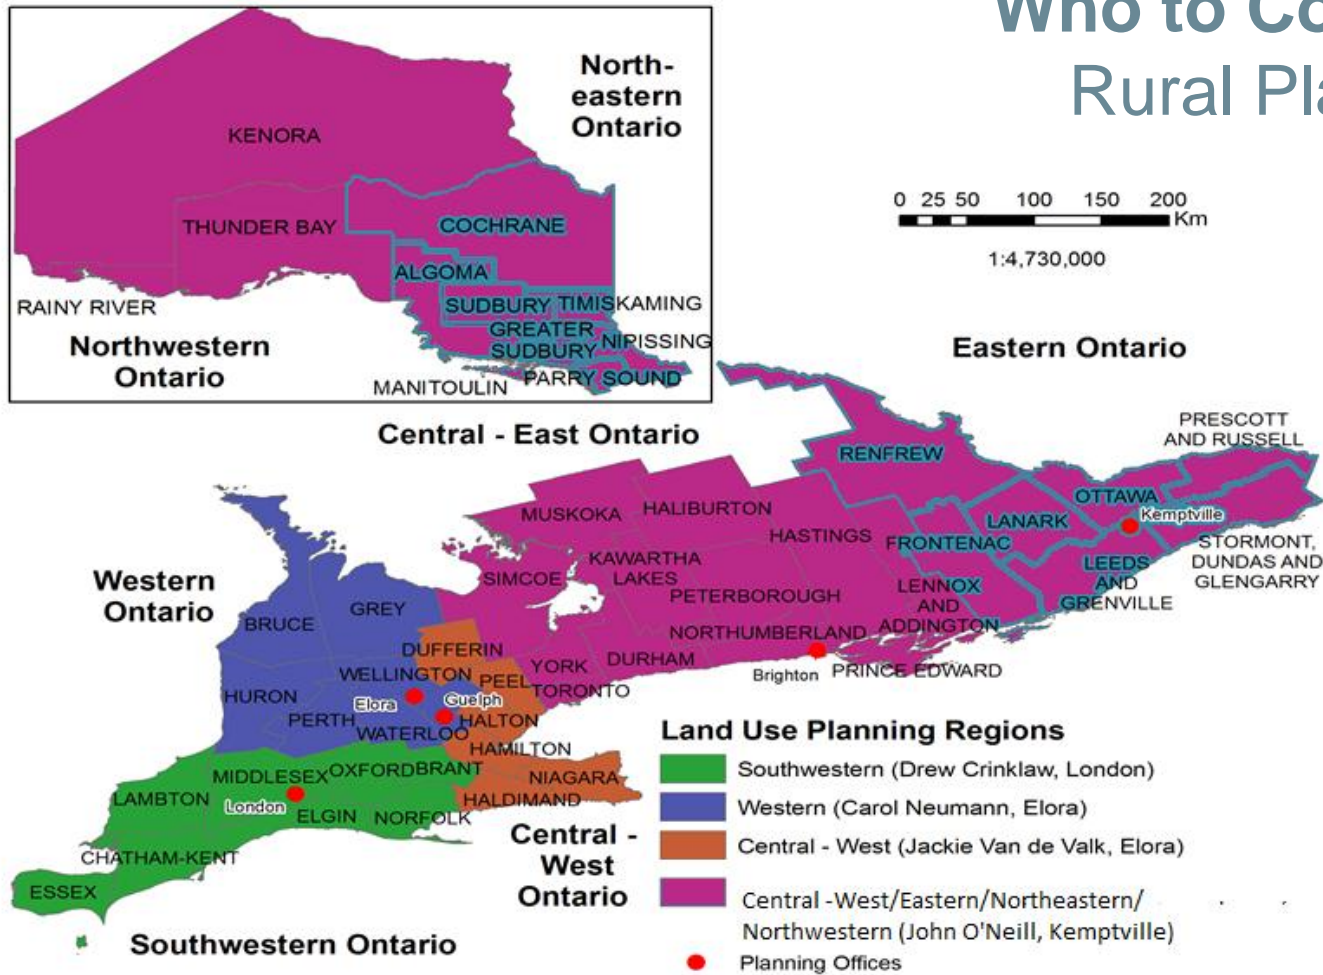 Who to Co
Rural Pla
North-
eastern
Ontario
KENORA
THUNDER BAY
COCHRANE
ALGOMA
RAINY RIVER
SUDBURY
TIMISKAMING
GREATER
SUDBURY
NIPISSING
Northwestern
Ontario
MANITOULIN
PARRY SOUND
0 25 50 100 150 200
Km
1:4,730,000
Eastern Ontario
Central - East Ontario
PRESCOTT
AND RUSSELL
RENFREW
OTTAWA
Kemptville
LANARK
STORMONT,
DUNDAS AND
GLENGARRY
FRONTENAC
LEEDS
AND
GRENVILLE
MUSKOKA
HALIBURTON
HASTINGS
KAWARTHA
LAKES
SIMCOE
PETERBOROUGH
LENNOX
AND
ADDINGTON
NORTHUMBERLAND
DURHAM
YORK
TORONTO
Brighton
PRINCE EDWARD
Western
Ontario
BRUCE
GREY
DUFFERIN
WELLINGTON
PEEL
HURON
Elora
Guelph
PERTH
WATERLOO
HALTON
HAMILTON
MIDDLESEX
OXFORD
BRANT
NIAGARA
LAMBTON
London
ELGIN
NORFOLK
HALDIMAND
CHATHAM-KENT
ESSEX
Central -
West
Ontario
Southwestern Ontario
Land Use Planning Regions
Southwestern (Drew Crinklaw, London)
Western (Carol Neumann, Elora)
Central - West (Jackie Van de Valk, Elora)
Central -West/Eastern/Northeastern/
Northwestern (John O'Neill, Kemptville)
Planning Offices